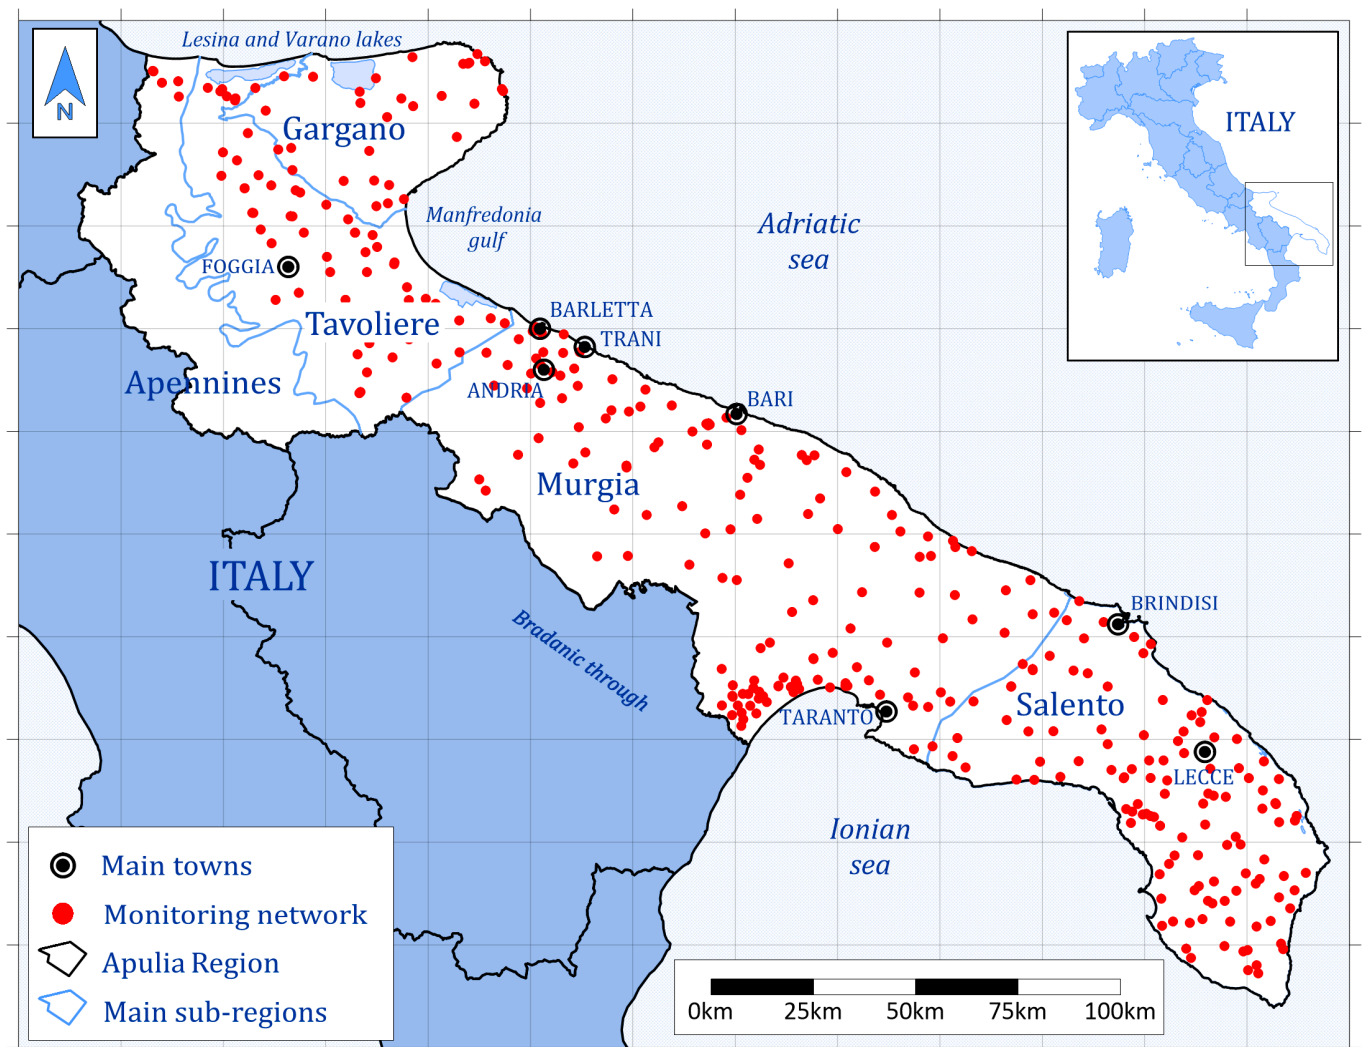 Lesina and Varano lakes
N
ITALY
Gargano
Manfredonia
gulf
Adriatic
sea
FOGGIA
BARLETTA
Tavoliere
TRANI
Apennines
ANDRIA
BARI
Murgia
ITALY
BRINDISI
Bradanic through
Salento
TARANTO
LECCE
Ionian
sea
Main towns
Monitoring network
Apulia Region
Main sub-regions
0km 25km 50km 75km 100km